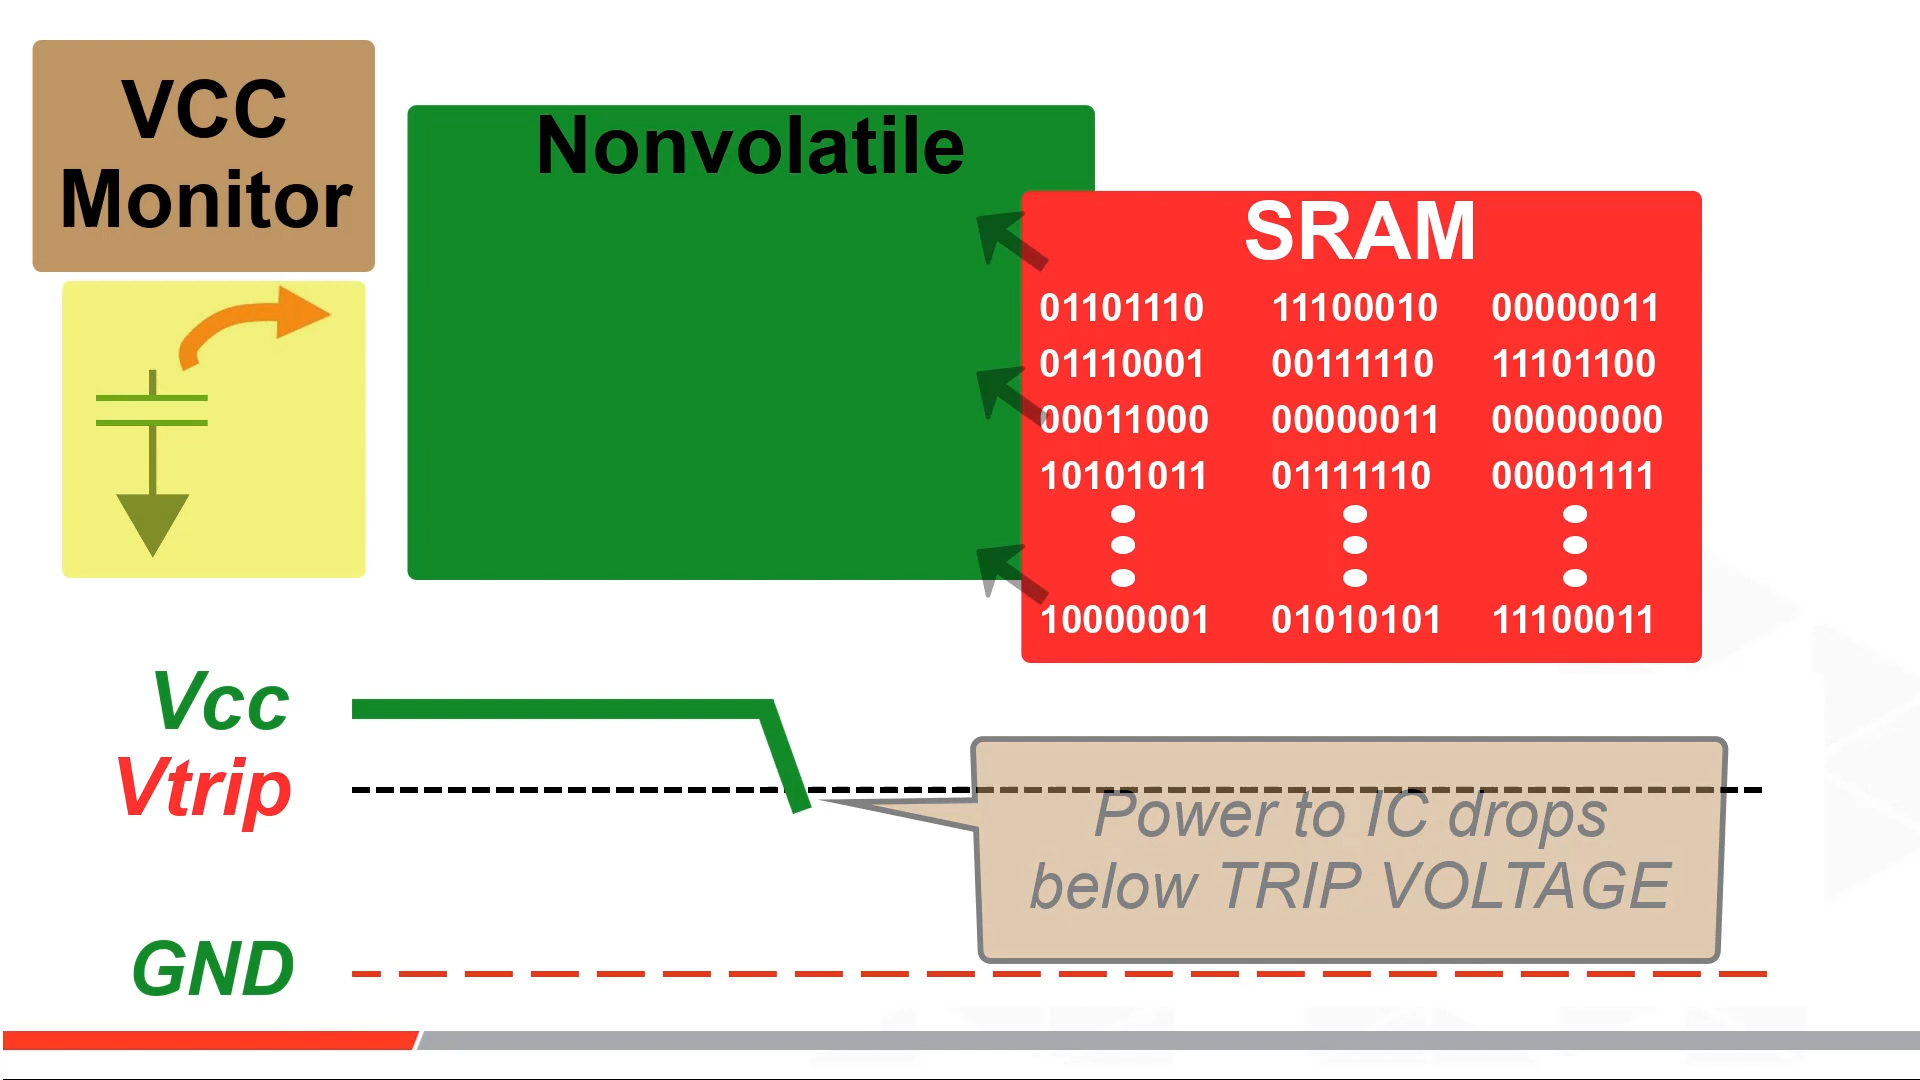 VCC
Monitor
Nonvolatile
SRAM
01101110 11100010 00000011
01110001 00111110 11101100
00011000 00000011 00000000
10101011 01111110 00001111
10000001 01010101 11100011
Vcc
Vtrip
Power to IC drops
below TRIP VOLTAGE
GND